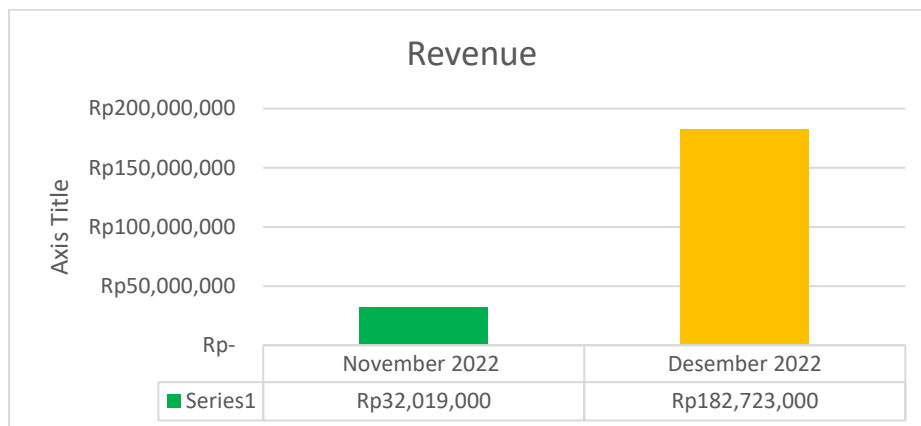 Revenue
Rp200,000,000
Rp150,000,000
Rp100,000,000
Rp50,000,000
Rp-
Axis Title
November 2022 Desember 2022
Series1 Rp32,019,000 Rp182,723,000